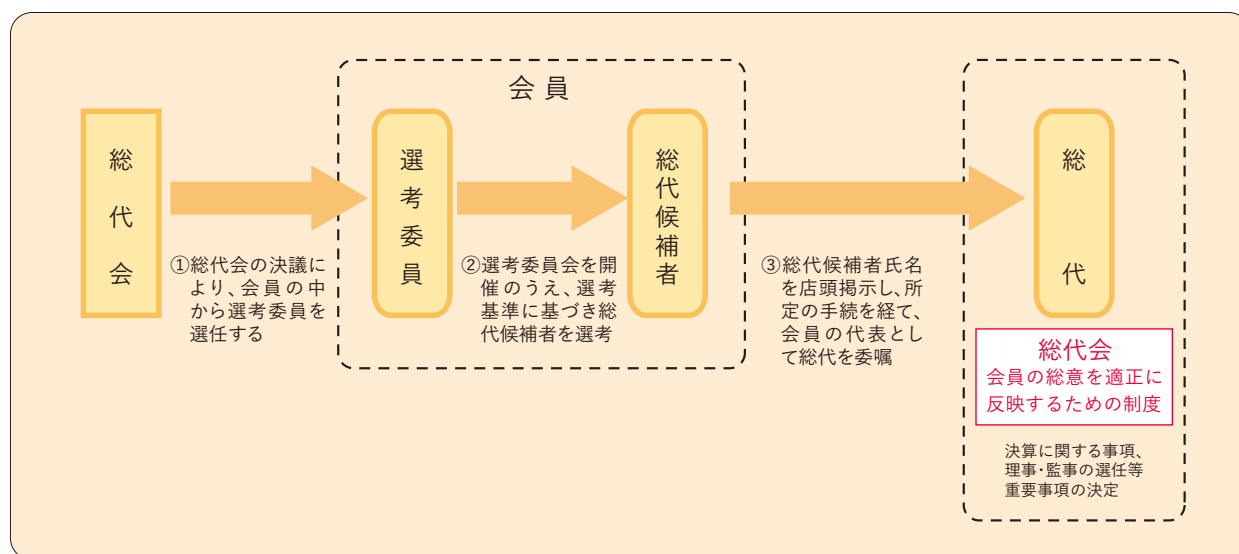 会員
総代会
①総代会の決議に
より、会員の中
から選考委員を
選任する
選考委員
②選考委員会を開
催のうえ、選考
基準に基づき総
代候補者を選考
総代候補者
③総代候補者氏名
を店頭掲示し、所
定の手続を経て、
会員の代表とし
て総代を委嘱
総代
総代会
会員の総意を適正に
反映するための制度
決算に関する事項、
理事・監事の選任等
重要事項の決定